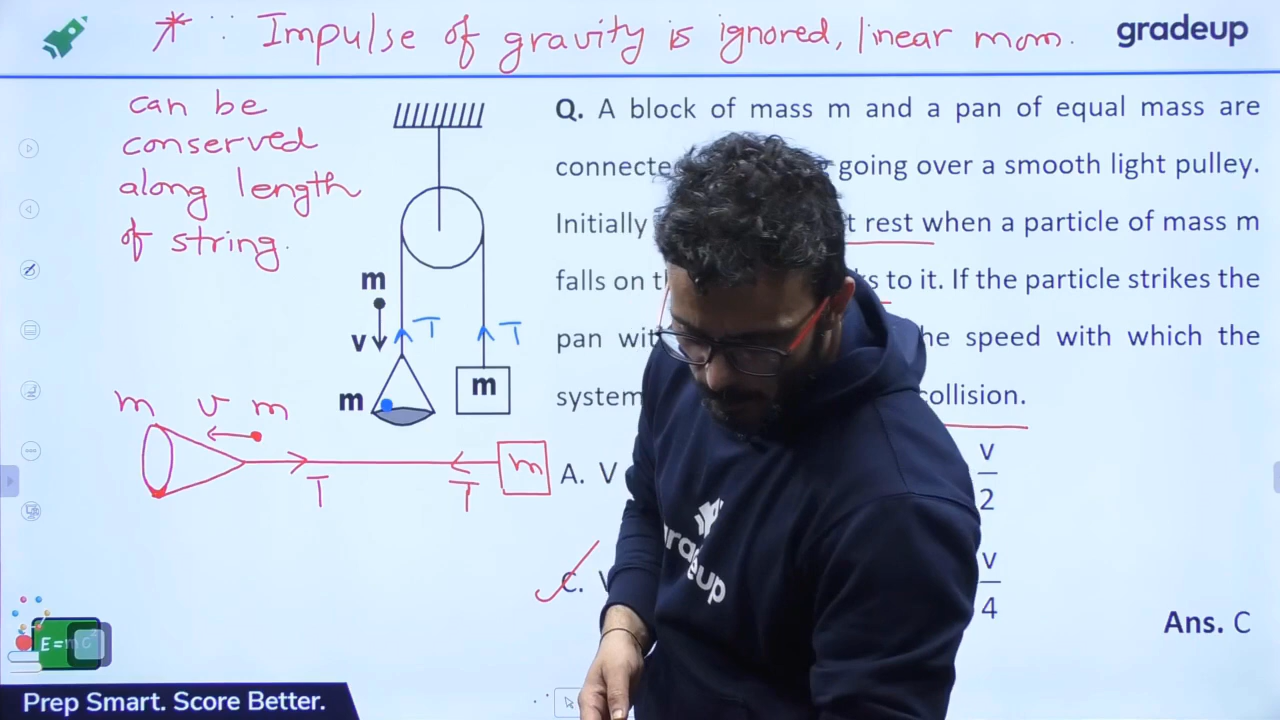 * ∵ Impulse of gravity is ignored, linear mom.
gradeup
can be
conserved
along length
of string.
Q. A block of mass m and a pan of equal mass are
going over a smooth light pulley.
Initially rest when a particle of mass m
falls on to it. If the particle strikes the
pan speed with which the
system collision.
m
v
T
T
m
m
m v m
T
T
m
A. V
v
2
C.
v
4
Ans. C
gradeup
E=mc²
Prep Smart. Score Better.